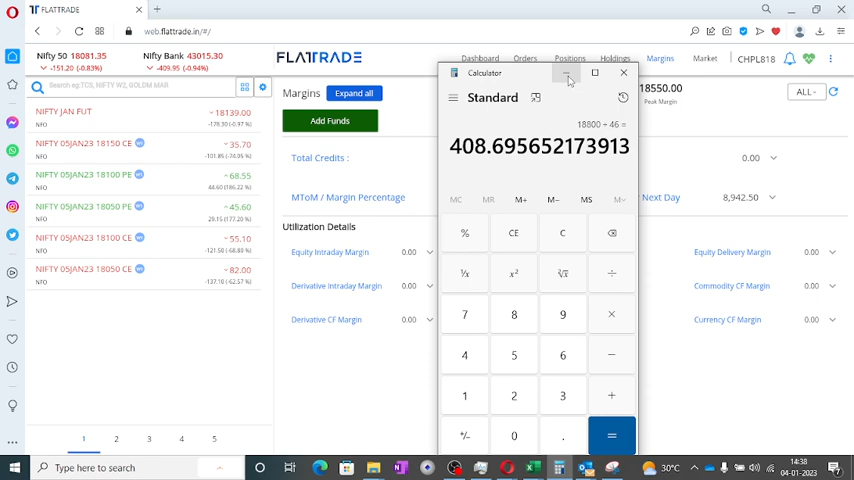 FLATTRADE
web.flattrade.in/#/
Nifty 50 18081.35
-151.20 (-0.83%)
Nifty Bank 43015.30
-409.95 (-0.94%)
FLATTRADE
Dashboard Orders Positions Holdings Margins Market CHPL818
Search eg:TCS, NIFTY W2, GOLDM MAR
NIFTY JAN FUT 18139.00
NFO -178.30 (-0.97 %)
NIFTY 05JAN23 18150 CE 35.70
NFO -101.85 (-74.05 %)
NIFTY 05JAN23 18100 PE 68.55
NFO 44.60 (186.22 %)
NIFTY 05JAN23 18050 PE 45.60
NFO 29.15 (177.20 %)
NIFTY 05JAN23 18100 CE 55.10
NFO -121.50 (-68.80 %)
NIFTY 05JAN23 18050 CE 82.00
NFO -137.10 (-62.57 %)
1 2 3 4 5
Margins Expand all
Add Funds
18550.00
Peak Margin
ALL
Total Credits : 0.00
MToM / Margin Percentage
Next Day 8,942.50
Utilization Details
Equity Intraday Margin 0.00
Equity Delivery Margin 0.00
Derivative Intraday Margin 0.00
Commodity CF Margin 0.00
Derivative CF Margin 0.00
Currency CF Margin 0.00
Calculator
Standard
18800 ÷ 46 =
408.695652173913
MC MR M+ M− MS M
% CE C
¹/x x² ²√x ÷
7 8 9 ×
4 5 6 −
1 2 3 +
+/− 0 . =
Type here to search
30°C
14:38
04-01-2023
7